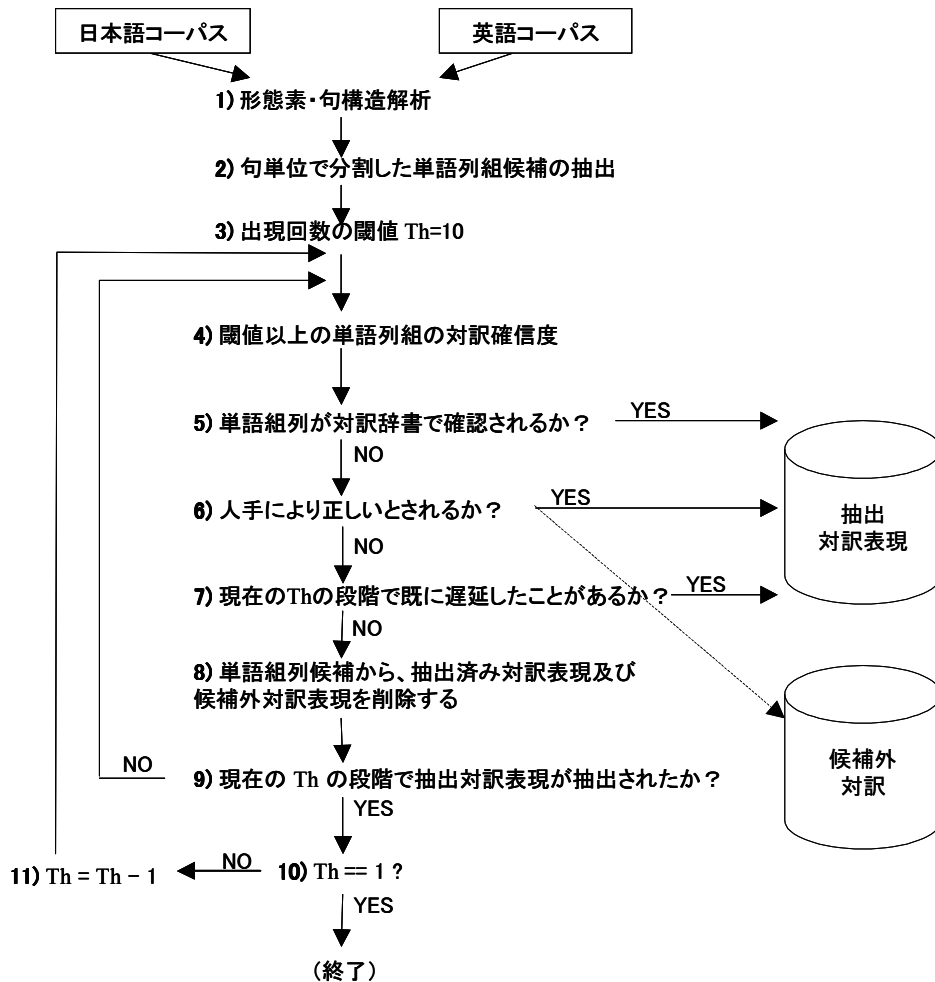 日本語コーパス
英語コーパス
1) 形態素・句構造解析
2) 句単位で分割した単語列組候補の抽出
3) 出現回数の閾値 Th=10
4) 閾値以上の単語列組の対訳確信度
5) 単語組列が対訳辞書で確認されるか？
YES
NO
6) 人手により正しいとされるか？
YES
抽出
対訳表現
NO
7) 現在のThの段階で既に遅延したことがあるか？
YES
NO
8) 単語組列候補から、抽出済み対訳表現及び
候補外対訳表現を削除する
候補外
対訳
NO
9) 現在の Th の段階で抽出対訳表現が抽出されたか？
YES
11) Th = Th − 1
NO
10) Th == 1 ?
YES
（終了）